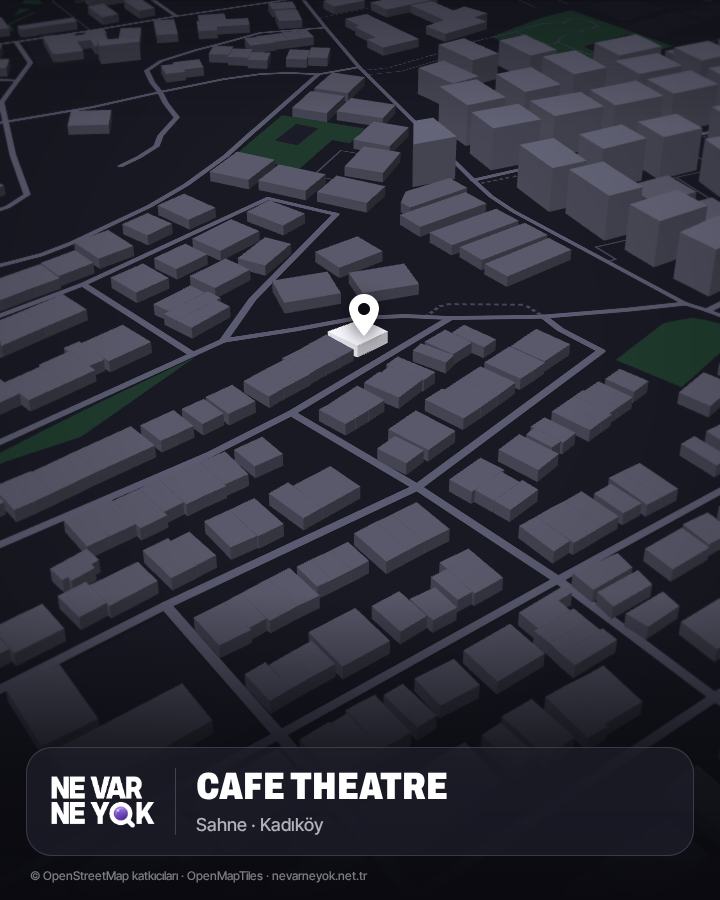 NE VAR
NE YOK
CAFE THEATRE
Sahne · Kadıköy
© OpenStreetMap katkıcıları · OpenMapTiles · nevarneyok.net.tr